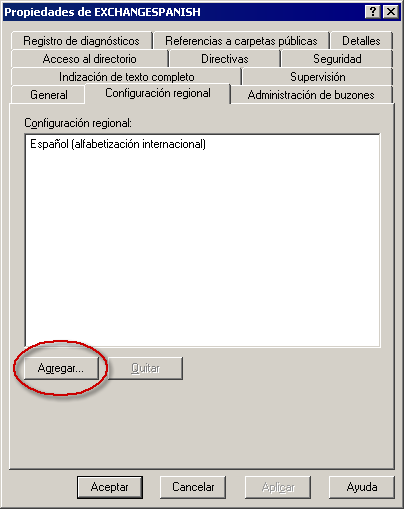 Propiedades de EXCHANGESPANISH
Registro de diagnósticos Referencias a carpetas públicas Detalles
Acceso al directorio Directivas Seguridad
Indización de texto completo Supervisión
General Configuración regional Administración de buzones
Configuración regional:
Español (alfabetización internacional)
Agregar... Quitar
Aceptar Cancelar Aplicar Ayuda